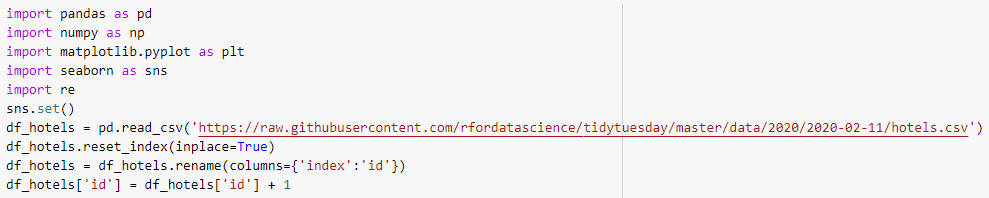 import pandas as pd
import numpy as np
import matplotlib.pyplot as plt
import seaborn as sns
import re
sns.set()
df_hotels = pd.read_csv('https://raw.githubusercontent.com/rfordatascience/tidytuesday/master/data/2020/2020-02-11/hotels.csv')
df_hotels.reset_index(inplace=True)
df_hotels = df_hotels.rename(columns={'index':'id'})
df_hotels['id'] = df_hotels['id'] + 1